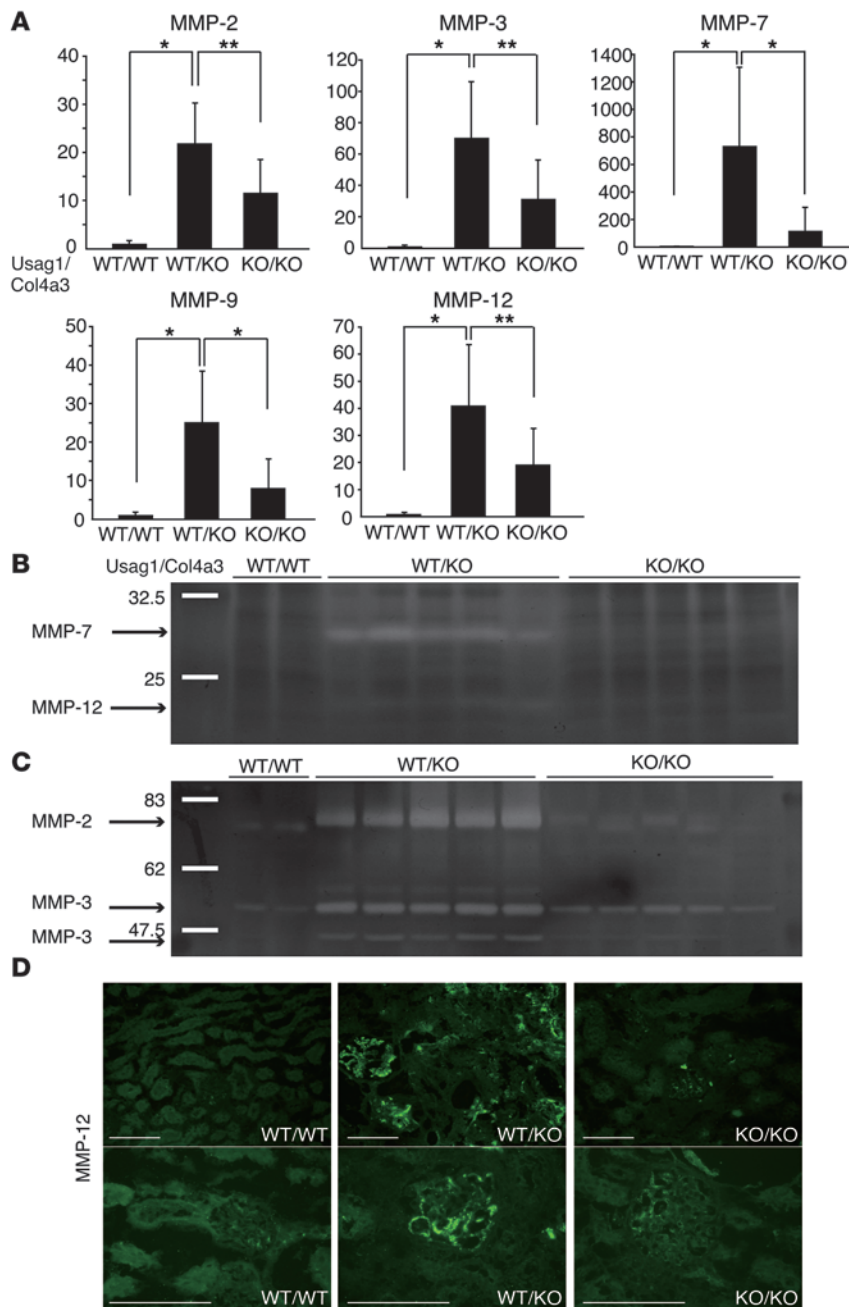 A
MMP-2
MMP-3
MMP-7
* **
* **
* *
40
30
20
10
0
120
100
80
60
40
20
0
1400
1200
1000
800
600
400
200
0
Usag1/
Col4a3
WT/WT WT/KO KO/KO
WT/WT WT/KO KO/KO
WT/WT WT/KO KO/KO
MMP-9
MMP-12
* *
* **
50
40
30
20
10
0
70
60
50
40
30
20
10
0
WT/WT WT/KO KO/KO
WT/WT WT/KO KO/KO
B
Usag1/Col4a3 WT/WT WT/KO KO/KO
32.5
MMP-7
25
MMP-12
C
WT/WT WT/KO KO/KO
83
MMP-2
62
MMP-3
47.5
MMP-3
D
MMP-12
WT/WT WT/KO KO/KO
WT/WT WT/KO KO/KO